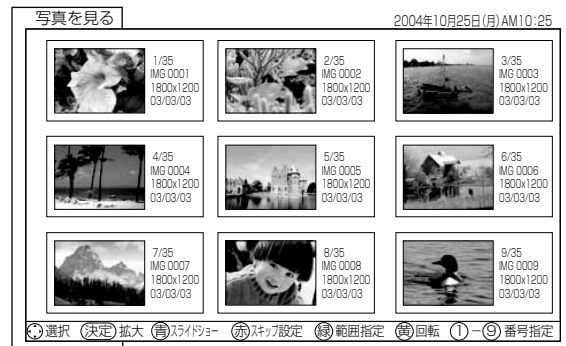 写真を見る
2004年10月25日(月)AM10:25
1/35
IMG 0001
1800x1200
03/03/03
2/35
IMG 0002
1800x1200
03/03/03
3/35
IMG 0003
1800x1200
03/03/03
4/35
IMG 0004
1800x1200
03/03/03
5/35
IMG 0005
1800x1200
03/03/03
6/35
IMG 0006
1800x1200
03/03/03
7/35
IMG 0007
1800x1200
03/03/03
8/35
IMG 0008
1800x1200
03/03/03
9/35
IMG 0009
1800x1200
03/03/03
選択 決定 拡大 青 スライドショー 赤 スキップ設定 緑 範囲指定 黄 回転 ①－⑨ 番号指定